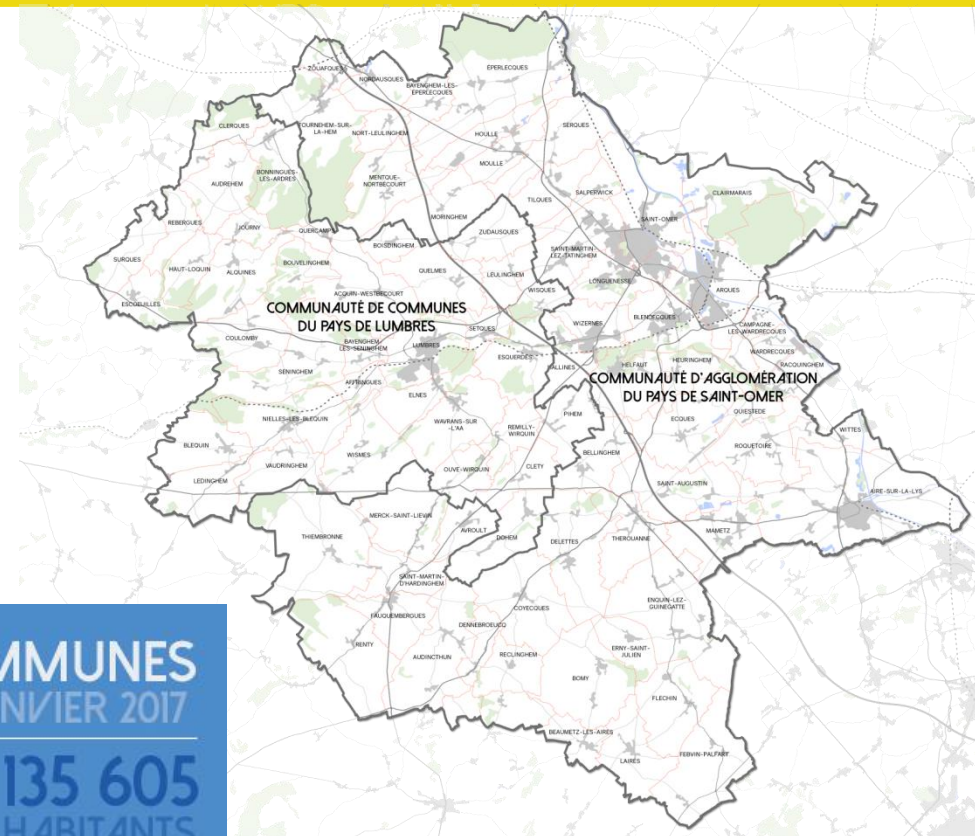 EPERLECQUES
ZOUAFQUES
NORDAUSQUES
BAYENGHEM-LES-
EPERLECQUES
CLERQUES
TOURNEHEM-SUR-
LA-HEM
NORT-LEULINGHEM
HOULLE
SERQUES
MOULLE
BONNINGUES-
LES-ARDRES
AUDREHEM
MENTQUE-
NORTBECOURT
SALPERWICK
CLAIRMARAIS
TILQUES
MORINGHEM
SAINT-OMER
REBERGUES
JOURNY
QUERCAMPS
ZUDAUSQUES
BOISDINGHEM
SAINT-MARTIN-
LEZ-TATINGHEM
SURQUES
HAUT-LOQUIN
ALQUINES
BOUVELINGHEM
QUELMES
LEULINGHEM
LONGUENESSE
WISQUES
ARQUES
ESCOEUILLES
ACQUIN-WESTBECOURT
COMMUNAUTÉ DE COMMUNES
DU PAYS DE LUMBRES
BLENDECQUES
WIZERNES
CAMPAGNE-
LES-WARDRECQUES
SETQUES
COULOMBY
BAYENGHEM-
LES-SENINGHEM
LUMBRES
ESQUERDES
HALLINES
HELFAUT
HEURINGHEM
WARDRECQUES
RACQUINGHEM
COMMUNAUTÉ D'AGGLOMÉRATION
DU PAYS DE SAINT-OMER
SENINGHEM
AFFRINGUES
ELNES
PIHEM
QUIESTEDE
ECQUES
NIELLES-LES-BLEQUIN
WAVRANS-SUR
-L'AA
REMILLY-
WIRQUIN
WITTES
BLEQUIN
WISMES
BELLINGHEM
ROQUETOIRE
VAUDRINGHEM
OUVE-WIRQUIN
CLETY
LEDINGHEM
SAINT-AUGUSTIN
AIRE-SUR-LA-LYS
MERCK-SAINT-LIEVIN
AVROULT
DOHEM
MAMETZ
THIEMBRONNE
DELETTES
THEROUANNE
SAINT-MARTIN-
D'HARDINGHEM
FAUQUEMBERGUES
COYECQUES
ENQUIN-LEZ-
GUINEGATTE
DENNEBROEUCQ
RENTY
AUDINCTHUN
RECLINGHEM
ERNY-SAINT-
JULIEN
BOMY
FLECHIN
BEAUMETZ-LES-AIRES
LAIRES
FEBVIN-PALFART
MMUNES
NVIER 2017
135 605
HABITANTS